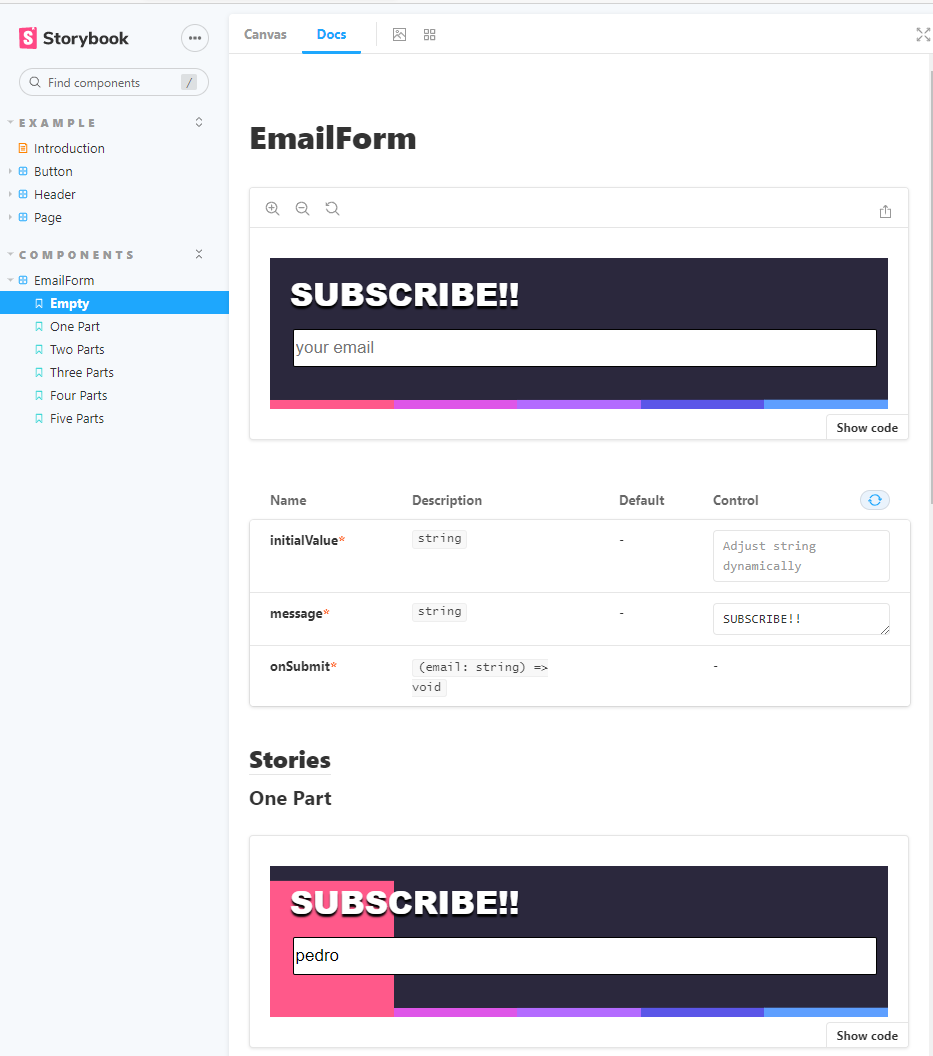 Storybook
Find components
/
EXAMPLE
Introduction
Button
Header
Page
COMPONENTS
EmailForm
Empty
One Part
Two Parts
Three Parts
Four Parts
Five Parts
Canvas Docs
EmailForm
SUBSCRIBE!!
your email
Show code
Name Description Default Control
initialValue* string - Adjust string
dynamically
message* string - SUBSCRIBE!!
onSubmit* (email: string) => -
void
Stories
One Part
SUBSCRIBE!!
pedro
Show code